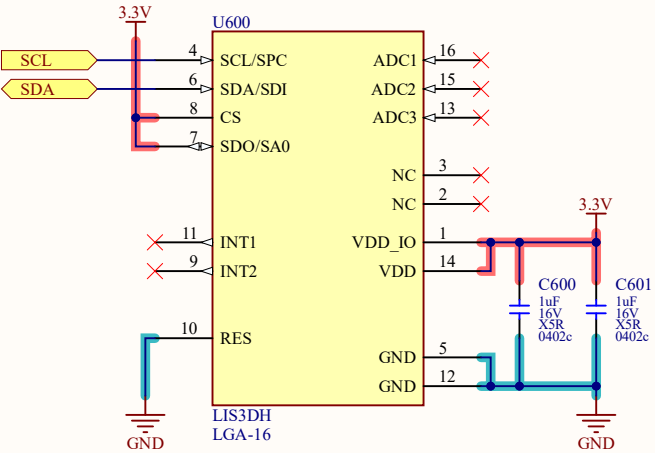 3.3V
U600
SCL
4
SCL/SPC
ADC1
16
SDA
6
SDA/SDI
ADC2
15
8
CS
ADC3
13
7
SDO/SA0
NC
3
NC
2
3.3V
11
INT1
VDD_IO
1
9
INT2
VDD
14
C600
1uF
16V
X5R
0402c
C601
1uF
16V
X5R
0402c
10
RES
GND
5
GND
12
LIS3DH
LGA-16
GND
GND